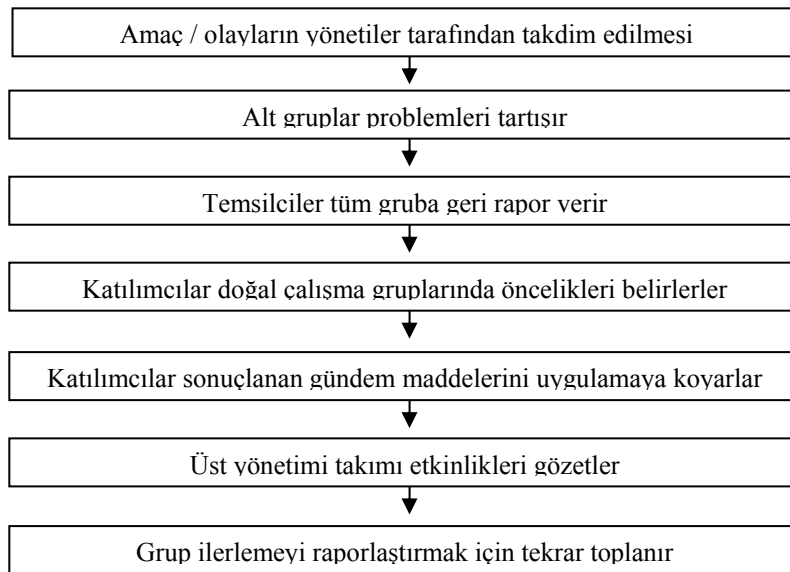 Amaç / olayların yönetiler tarafından takdim edilmesi
Alt gruplar problemleri tartışır
Temsilciler tüm gruba geri rapor verir
Katılımcılar doğal çalışma gruplarında öncelikleri belirlerler
Katılımcılar sonuçlanan gündem maddelerini uygulamaya koyarlar
Üst yönetimi takımı etkinlikleri gözetler
Grup ilerlemeyi raporlaştırmak için tekrar toplanır